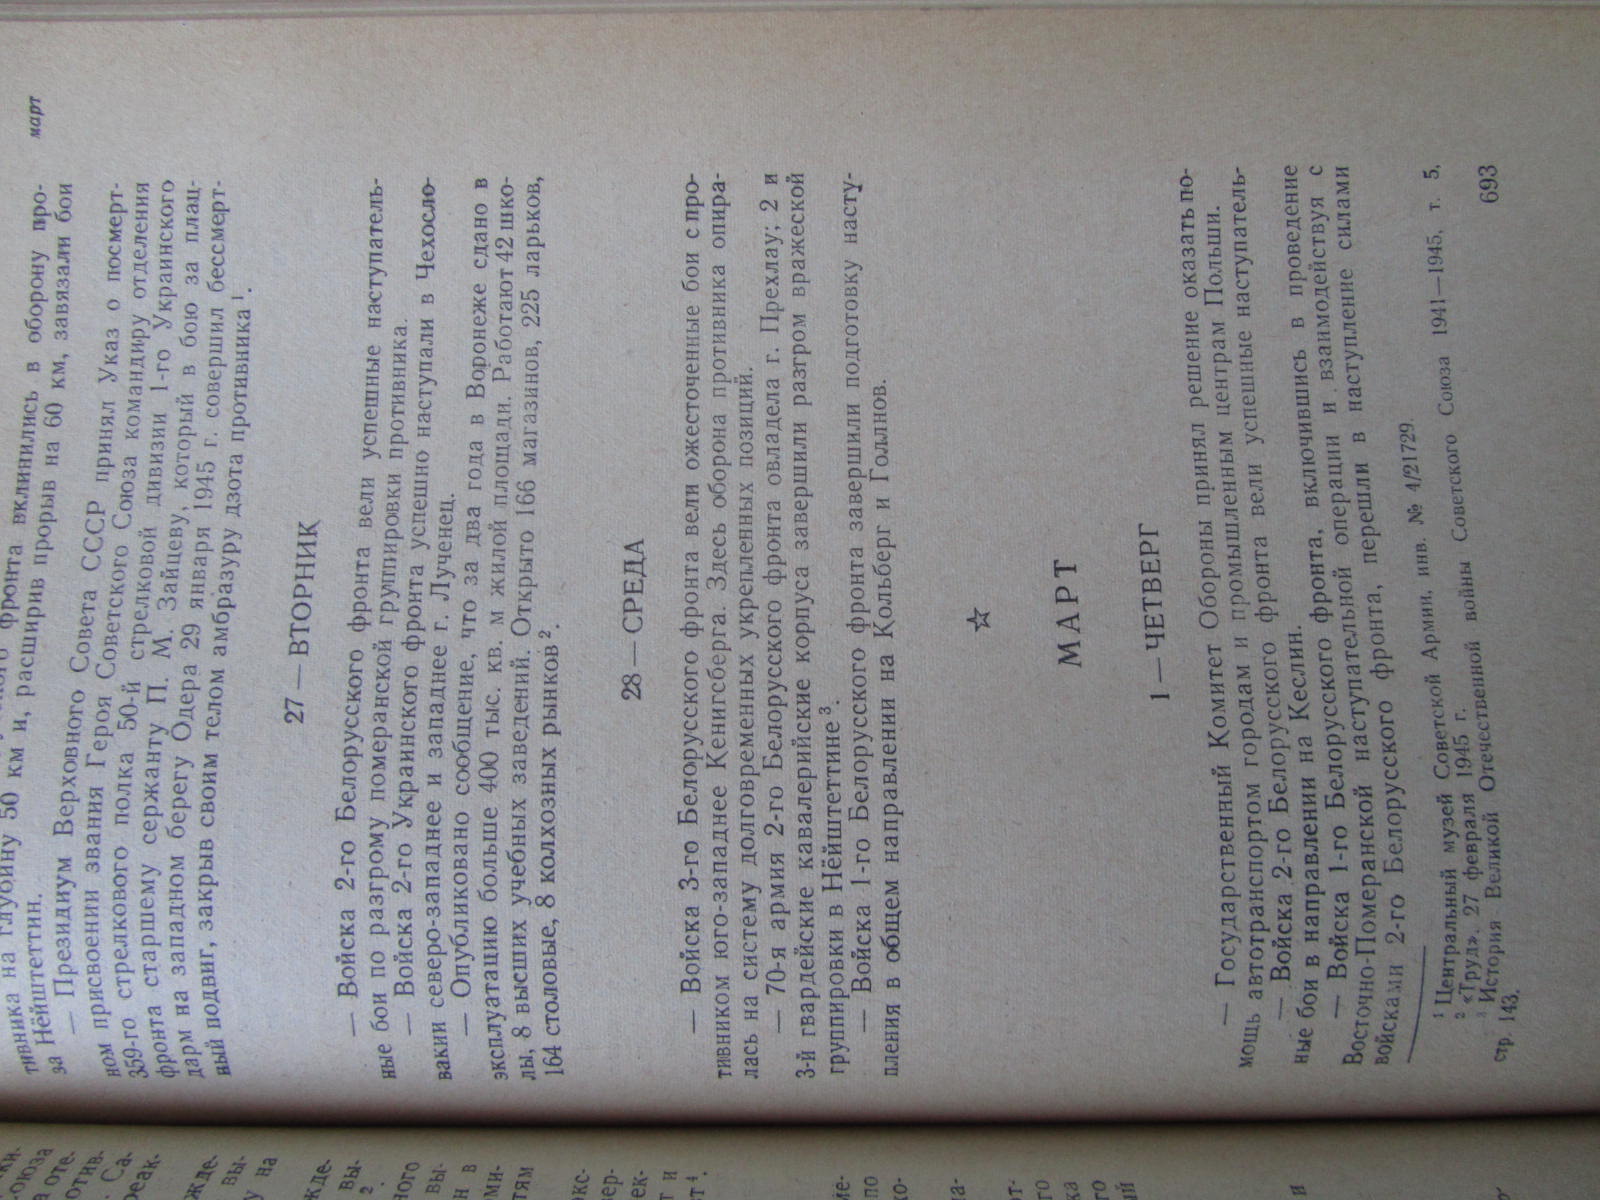 март
тивника на глубину 50 км и, расширив прорыв на 60 км, завязали бои
фронта вклинились в оборону про-
за Нейштеттин.
— Президиум Верховного Совета СССР принял Указ о посмерт-
ном присвоении звания Героя Советского Союза командиру отделения
359-го стрелкового полка 50-й стрелковой дивизии 1-го Украинского
фронта старшему сержанту П. М. Зайцеву, который в бою за плац-
дарм на западном берегу Одера 29 января 1945 г. совершил бессмерт-
ный подвиг, закрыв своим телом амбразуру дзота противника ¹.
27 — ВТОРНИК
— Войска 2-го Белорусского фронта вели успешные наступатель-
ные бои по разгрому померанской группировки противника.
— Войска 2-го Украинского фронта успешно наступали в Чехосло-
вакии северо-западнее и западнее г. Лученец.
— Опубликовано сообщение, что за два года в Воронеже сдано в
эксплуатацию больше 400 тыс. кв. м жилой площади. Работают 42 шко-
лы, 8 высших учебных заведений. Открыто 166 магазинов, 225 ларьков,
164 столовые, 8 колхозных рынков ².
28 — СРЕДА
— Войска 3-го Белорусского фронта вели ожесточенные бои с про-
тивником юго-западнее Кенигсберга. Здесь оборона противника опира-
лась на систему долговременных укрепленных позиций.
— 70-я армия 2-го Белорусского фронта овладела г. Прехлау; 2 и
3-й гвардейские кавалерийские корпуса завершили разгром вражеской
группировки в Нейштеттине ³.
— Войска 1-го Белорусского фронта завершили подготовку насту-
пления в общем направлении на Кольберг и Голлнов.
МАРТ
1 — ЧЕТВЕРГ
— Государственный Комитет Обороны принял решение оказать по-
мощь автотранспортом городам и промышленным центрам Польши.
— Войска 2-го Белорусского фронта вели успешные наступатель-
ные бои в направлении на Кеслин.
— Войска 1-го Белорусского фронта, включившись в проведение
Восточно-Померанской наступательной операции и взаимодействуя с
войсками 2-го Белорусского фронта, перешли в наступление силами
¹ Центральный музей Советской Армии, инв. № 4/21729.
² «Труд», 27 февраля 1945 г.
³ История Великой Отечественной войны Советского Союза 1941—1945, т. 5,
стр. 143.
693